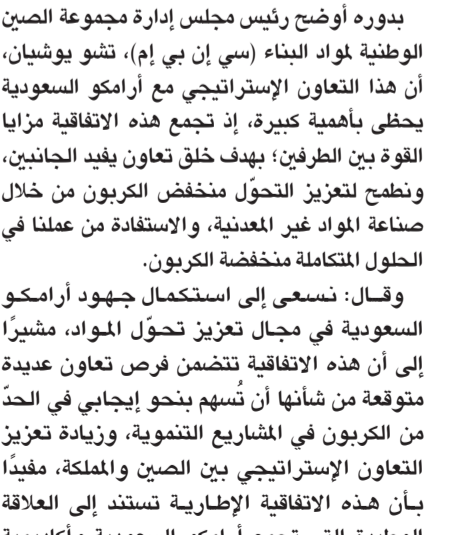 بدوره أوضح رئيس مجلس إدارة مجموعة الصين
الوطنية لمواد البناء (سي إن بي إم)، تشو يوشيان،
أن هذا التعاون الإستراتيجي مع أرامكو السعودية
يحظى بأهمية كبيرة، إذ تجمع هذه الاتفاقية مزايا
القوة بين الطرفين؛ بهدف خلق تعاون يفيد الجانبين،
ونطمح لتعزيز التحوّل منخفض الكربون من خلال
صناعة المواد غير المعدنية، والاستفادة من عملنا في
الحلول المتكاملة منخفضة الكربون.
وقال: نسعى إلى استكمال جهود أرامكو
السعودية في مجال تعزيز تحوّل المواد، مشيرًا
إلى أن هذه الاتفاقية تتضمن فرص تعاون عديدة
متوقعة من شأنها أن تُسهم بنحو إيجابي في الحدّ
من الكربون في المشاريع التنموية، وزيادة تعزيز
التعاون الإستراتيجي بين الصين والمملكة، مفيدًا
بأن هذه الاتفاقية الإطارية تستند إلى العلاقة